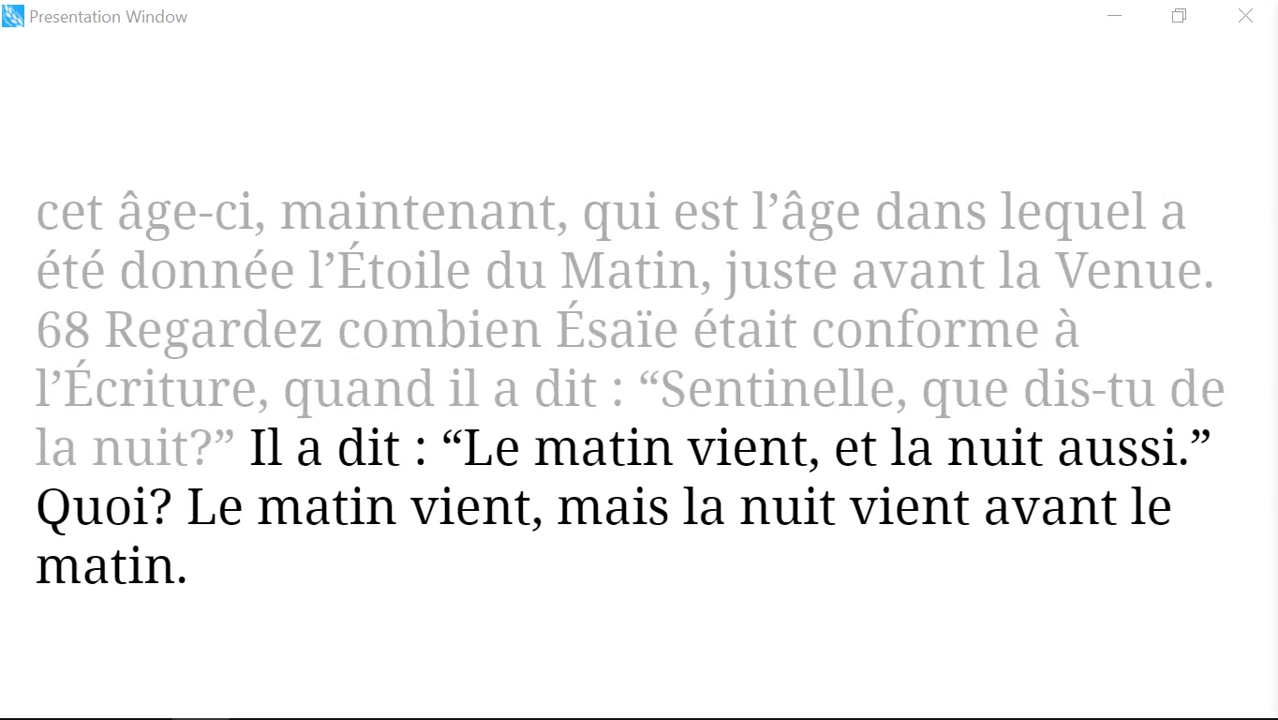 Presentation Window
cet âge-ci, maintenant, qui est l’âge dans lequel a
été donnée l’Étoile du Matin, juste avant la Venue.
68 Regardez combien Ésaïe était conforme à
l’Écriture, quand il a dit : “Sentinelle, que dis-tu de
la nuit?” Il a dit : “Le matin vient, et la nuit aussi.”
Quoi? Le matin vient, mais la nuit vient avant le
matin.